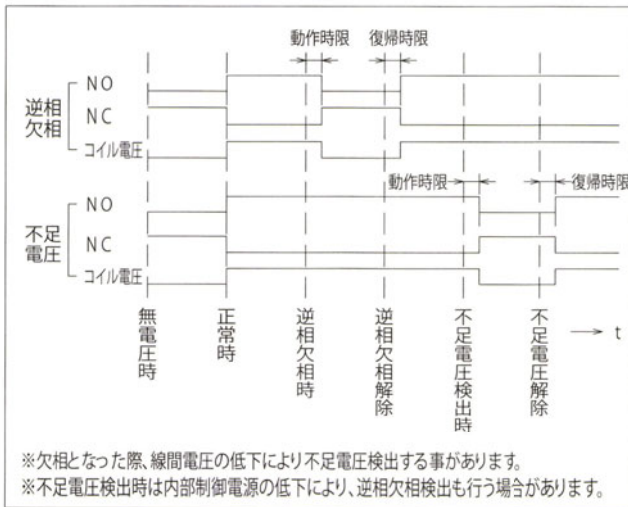 動作時限 復帰時限
逆相
欠相
NO
NC
コイル電圧
動作時限 復帰時限
不足
電圧
NO
NC
コイル電圧
無電圧時
正常時
逆相欠相時
逆相欠相解除
不足電圧検出時
不足電圧解除
t
※欠相となった際、線間電圧の低下により不足電圧検出する事があります。
※不足電圧検出時は内部制御電源の低下により、逆相欠相検出も行う場合があります。